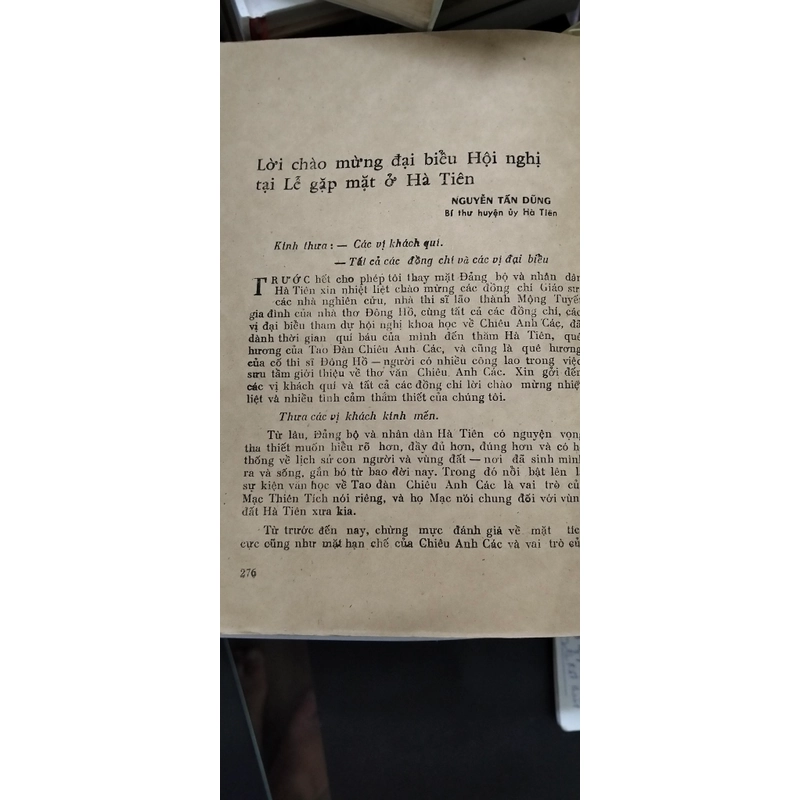 Lời chào mừng đại biểu Hội nghị
tại Lễ gặp mặt ở Hà Tiên
NGUYỄN TẤN DŨNG
Bí thư huyện ủy Hà Tiên
Kính thưa : — Các vị khách quí.
— Tất cả các đồng chí và các vị đại biểu
TRƯỚC hết cho phép tôi thay mặt Đảng bộ và nhân dân
Hà Tiên xin nhiệt liệt chào mừng các đồng chí Giáo sư
các nhà nghiên cứu, nhà thi sĩ lão thành Mộng Tuyết
gia đình của nhà thơ Đông Hồ, cùng tất cả các đồng chí, các
vị đại biểu tham dự hội nghị khoa học về Chiêu Anh Các, đã
dành thời gian quí báu của mình đến thăm Hà Tiên, quê
hương của Tao Đàn Chiêu Anh Các, và cũng là quê hương
của cố thi sĩ Đông Hồ — người có nhiều công lao trong việc
sưu tầm giới thiệu về thơ văn Chiêu Anh Các. Xin gởi đến
các vị khách quí và tất cả các đồng chí lời chào mừng nhiệ
liệt và nhiều tình cảm thắm thiết của chúng tôi.
Thưa các vị khách kính mến.
Từ lâu, Đảng bộ và nhân dân Hà Tiên có nguyện vọn
tha thiết muốn hiểu rõ hơn, đầy đủ hơn, đúng hơn và có h
thống về lịch sử con người và vùng đất — nơi đã sinh mìn
ra và sống, gắn bó từ bao đời nay. Trong đó nổi bật lên l
sự kiện văn học về Tao đàn Chiêu Anh Các là vai trò củ
Mạc Thiên Tích nói riêng, và họ Mạc nói chung đối với vùn
đất Hà Tiên xưa kia.
Từ trước đến nay, chừng mực đánh giá về mặt tíc
cực cũng như mặt hạn chế của Chiêu Anh Các và vai trò củ
276